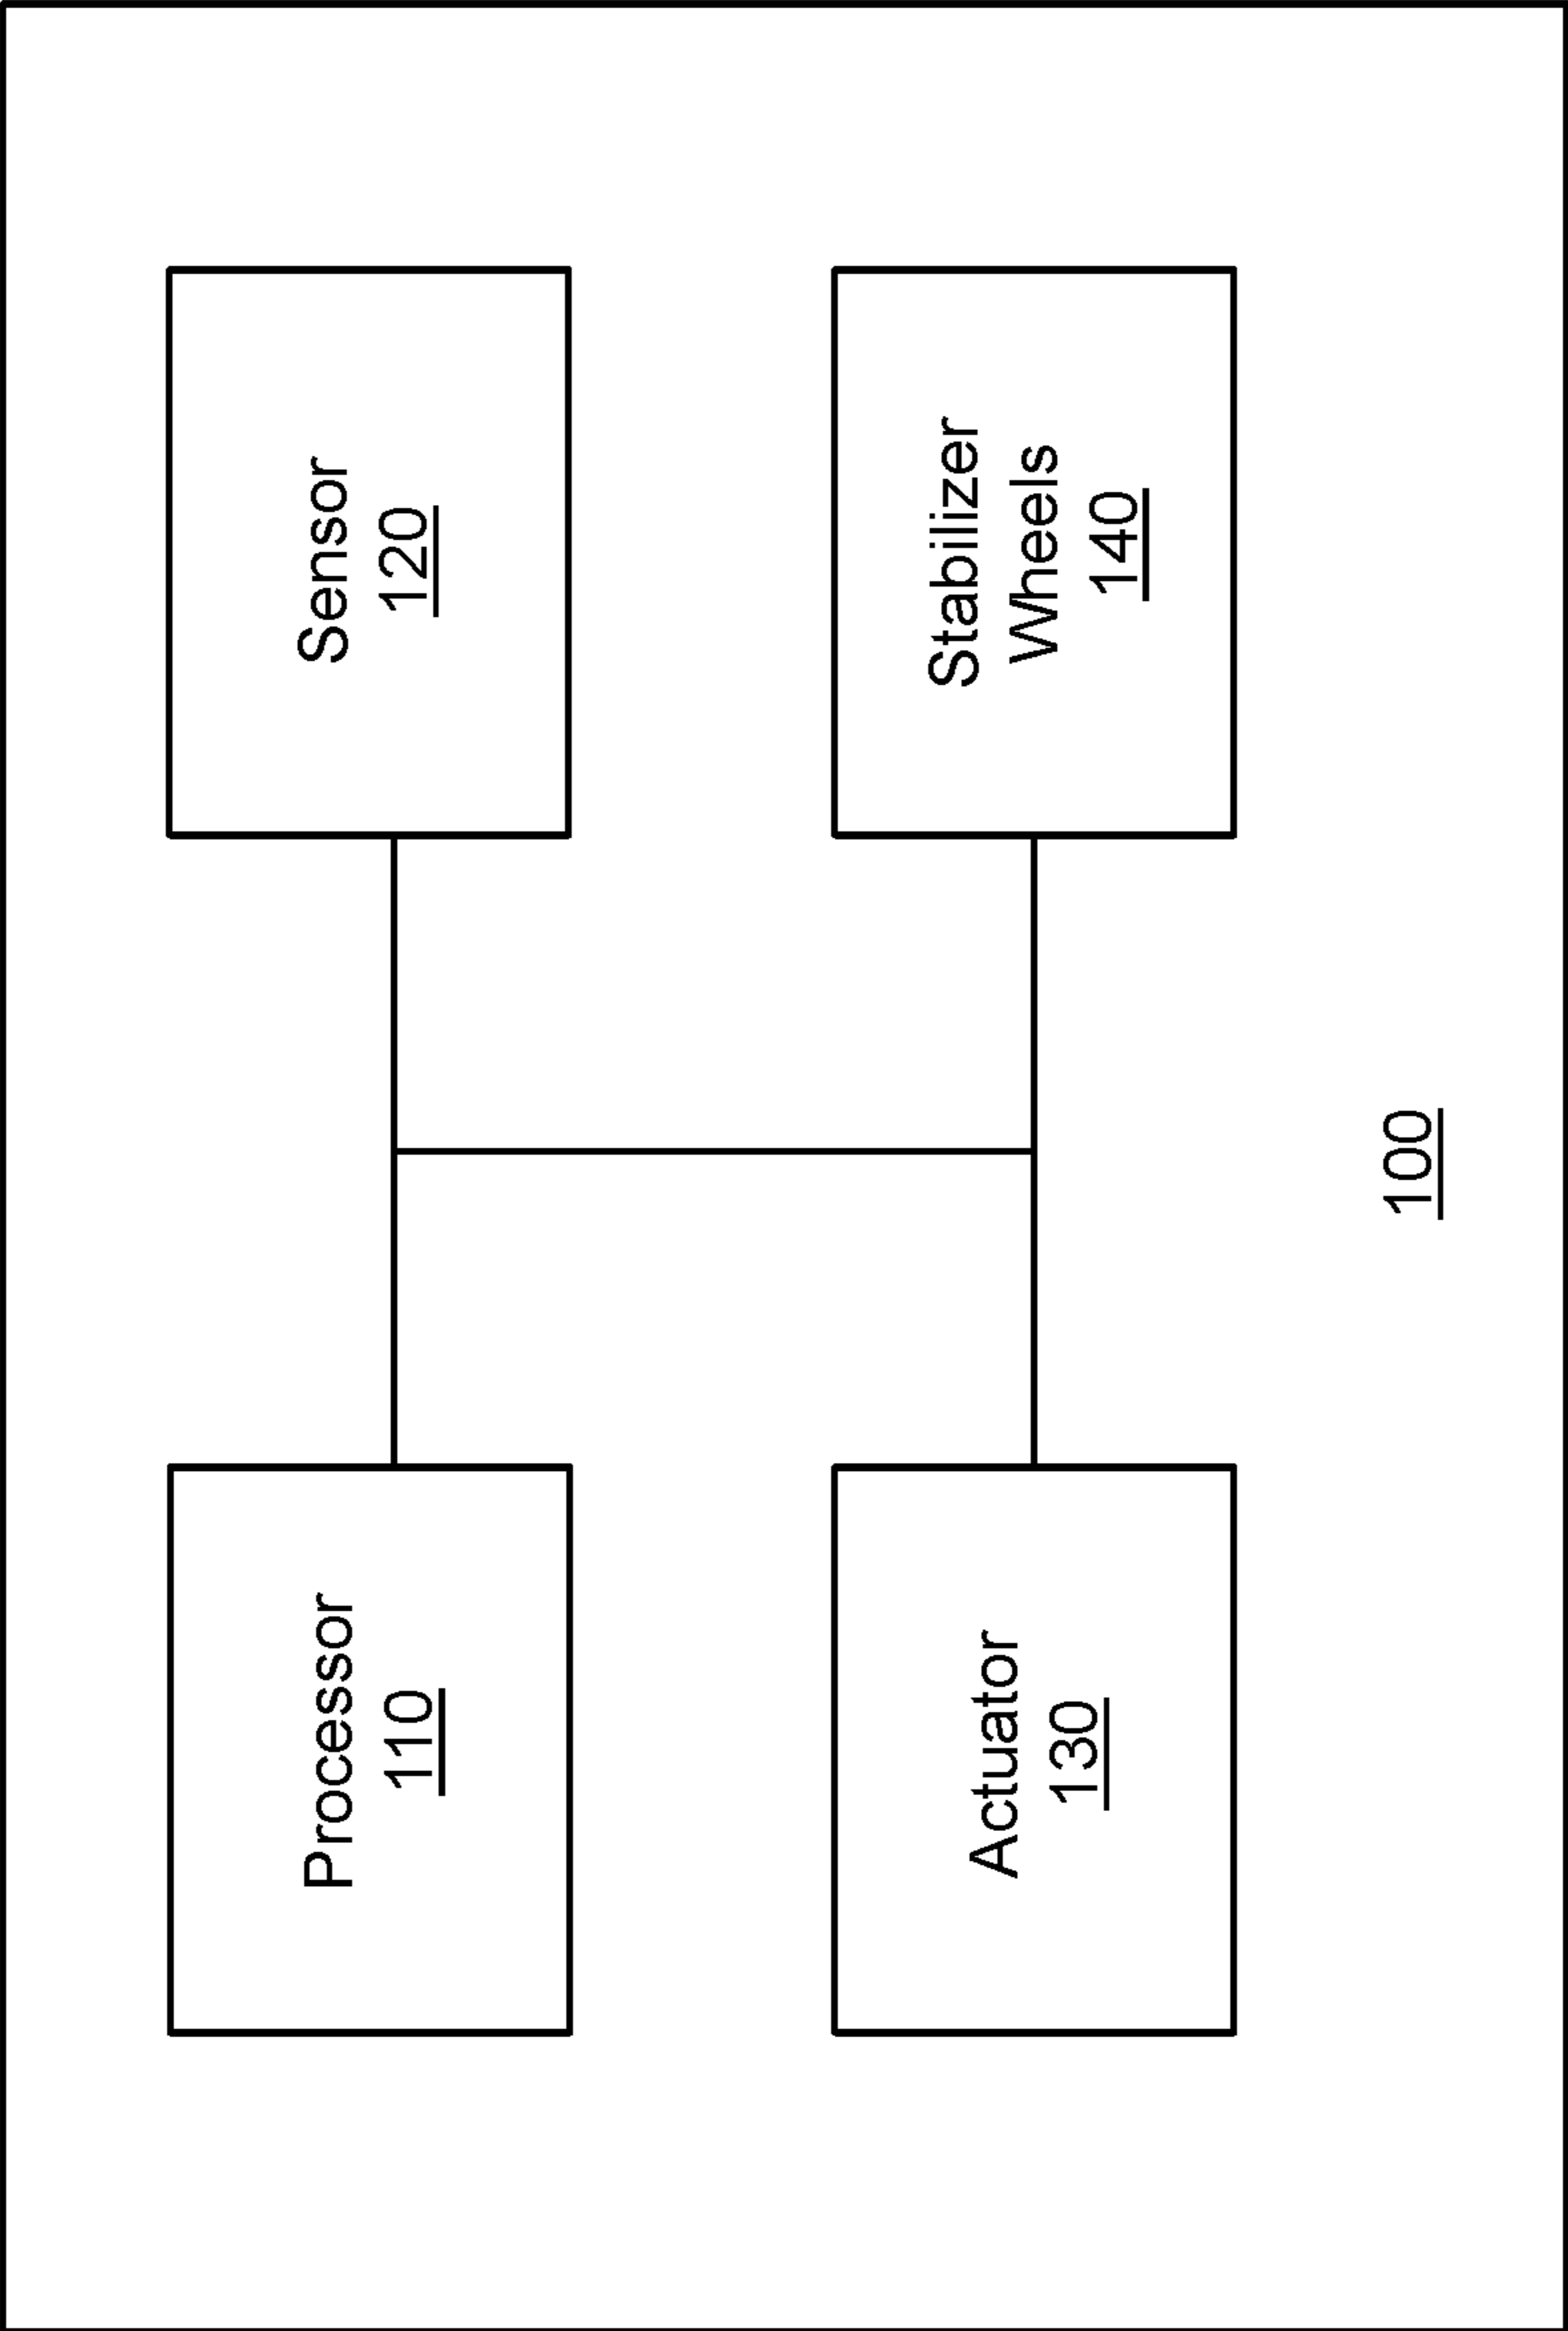 Processor
110
Sensor
120
Actuator
130
Stabilizer
Wheels
140
100